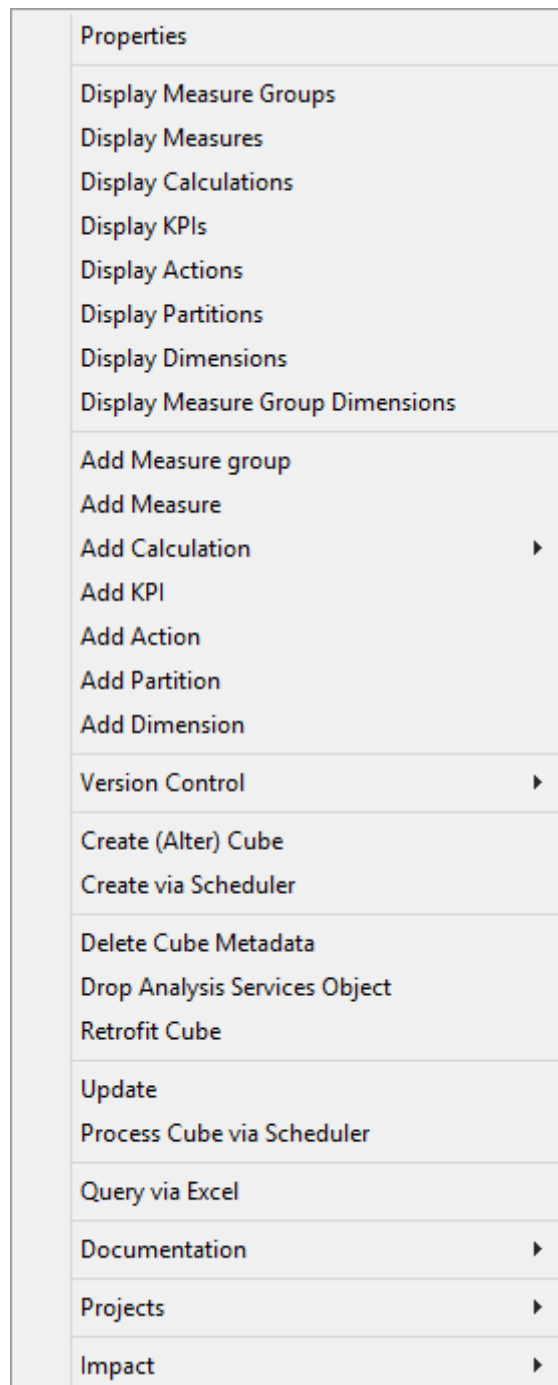 Properties
Display Measure Groups
Display Measures
Display Calculations
Display KPIs
Display Actions
Display Partitions
Display Dimensions
Display Measure Group Dimensions
Add Measure group
Add Measure
Add Calculation
Add KPI
Add Action
Add Partition
Add Dimension
Version Control
Create (Alter) Cube
Create via Scheduler
Delete Cube Metadata
Drop Analysis Services Object
Retrofit Cube
Update
Process Cube via Scheduler
Query via Excel
Documentation
Projects
Impact